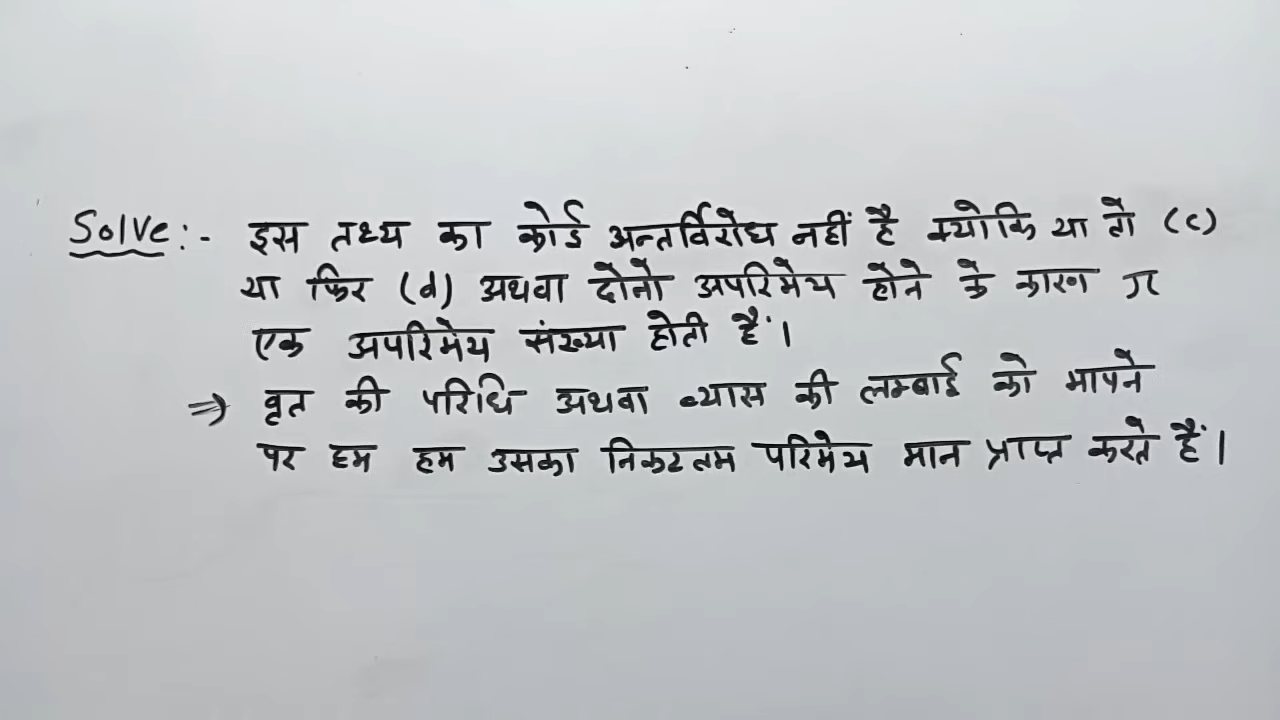 Solve:- इस तथ्य का कोई अन्तर्विरोध नहीं है क्योकि या तो (c)
या फिर (d) अथवा दोनो अपरिमेय होने के कारण π
एक अपरिमेय संख्या होती हैं।
⇒ वृत की परिधि अथवा व्यास की लम्बाई को मापने
पर हम हम उसका निकटतम परिमेय मान प्राप्त करते हैं।